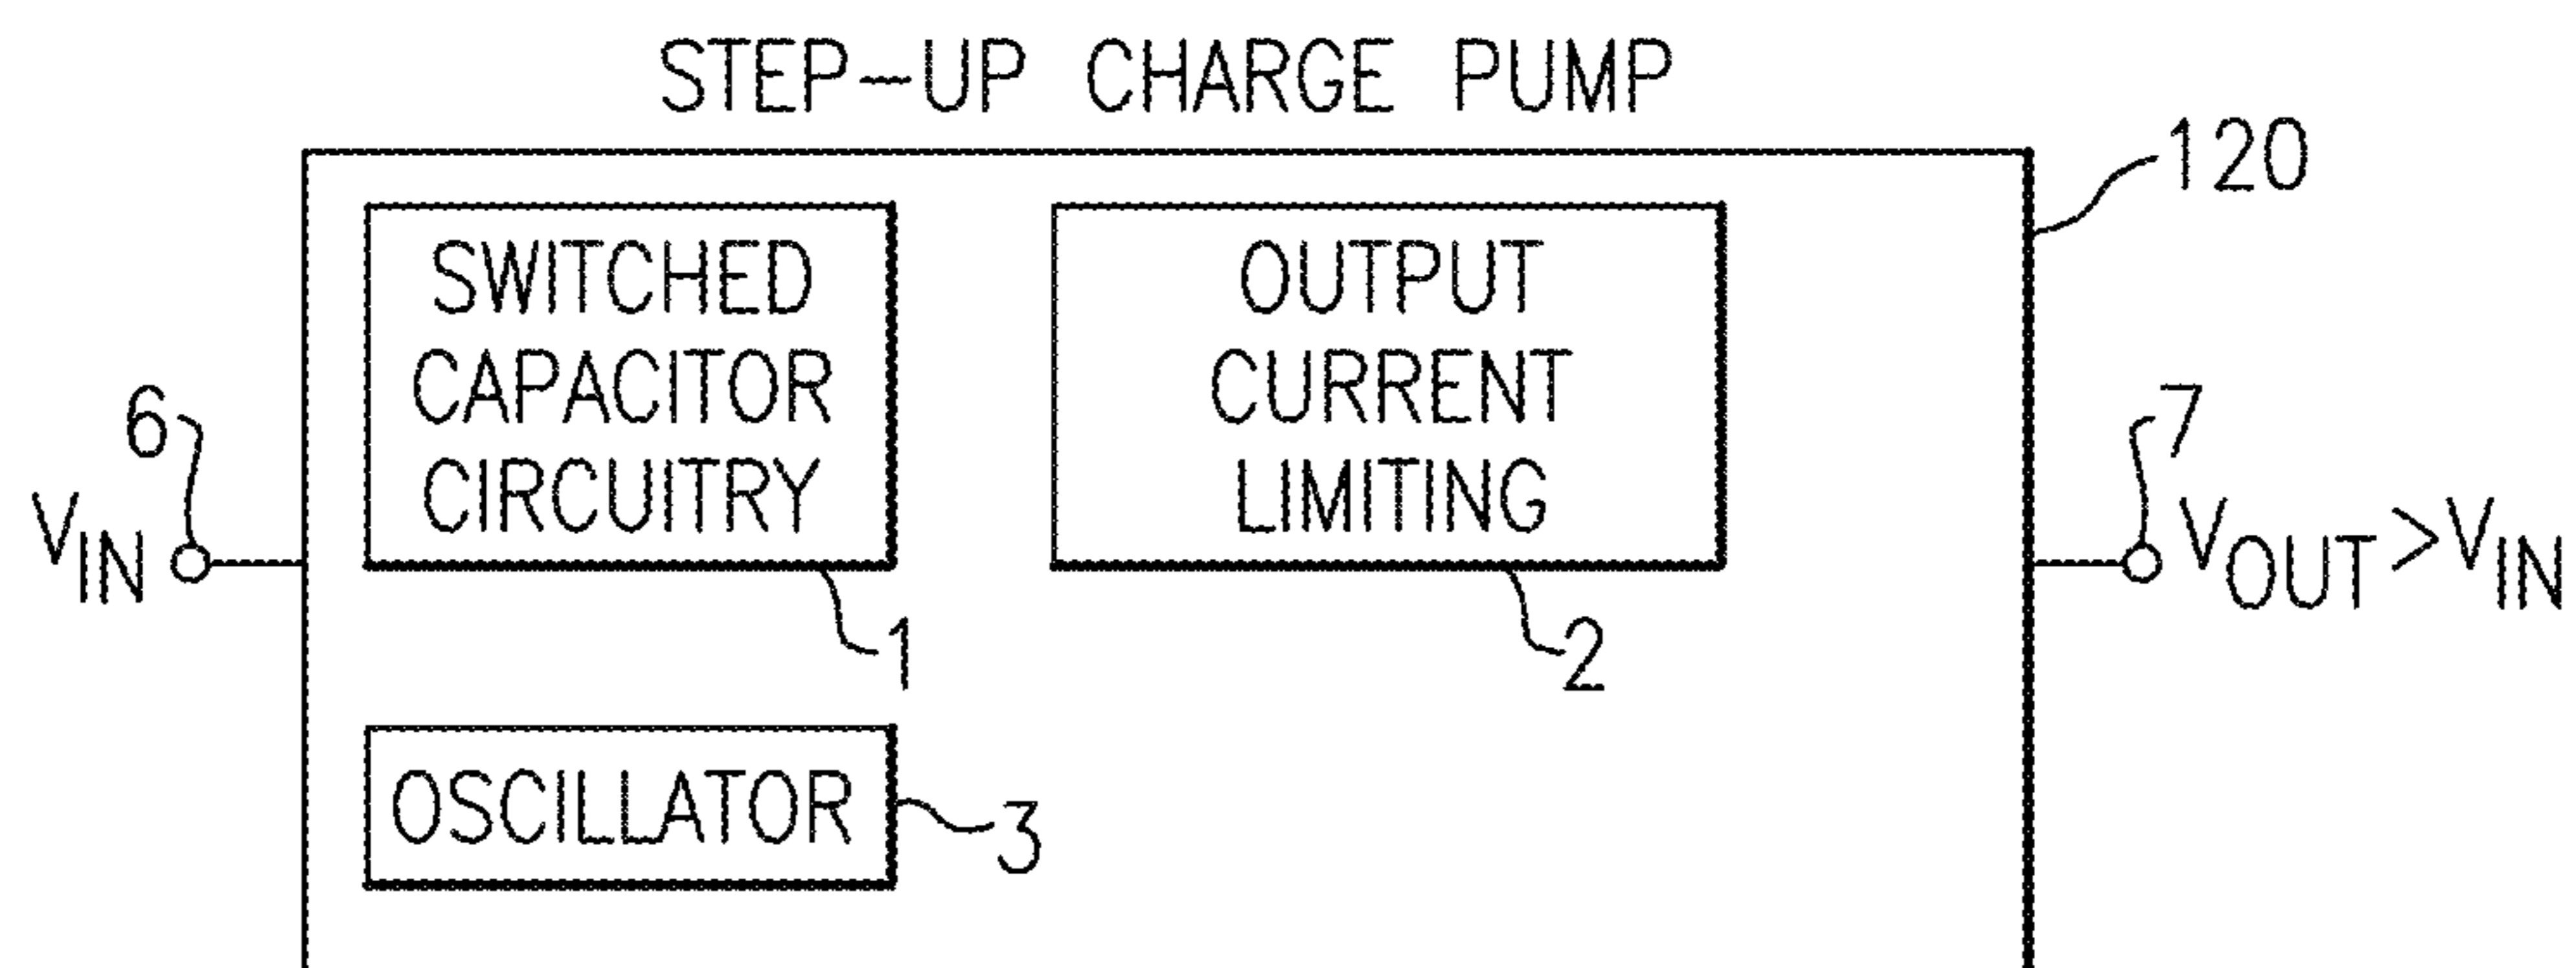 STEP-UP CHARGE PUMP
120
SWITCHED
CAPACITOR
CIRCUITRY
1
OUTPUT
CURRENT
LIMITING
2
6
VIN
7
VOUT>VIN
OSCILLATOR
3